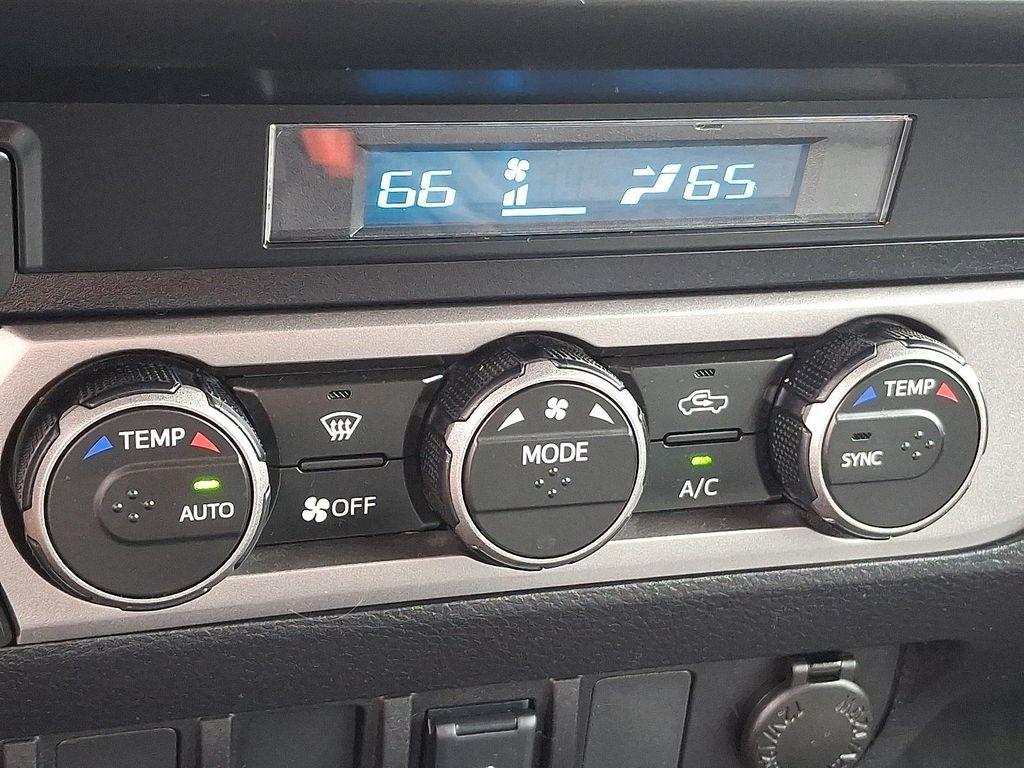 66 65
TEMP
AUTO
OFF
MODE
A/C
TEMP
SYNC